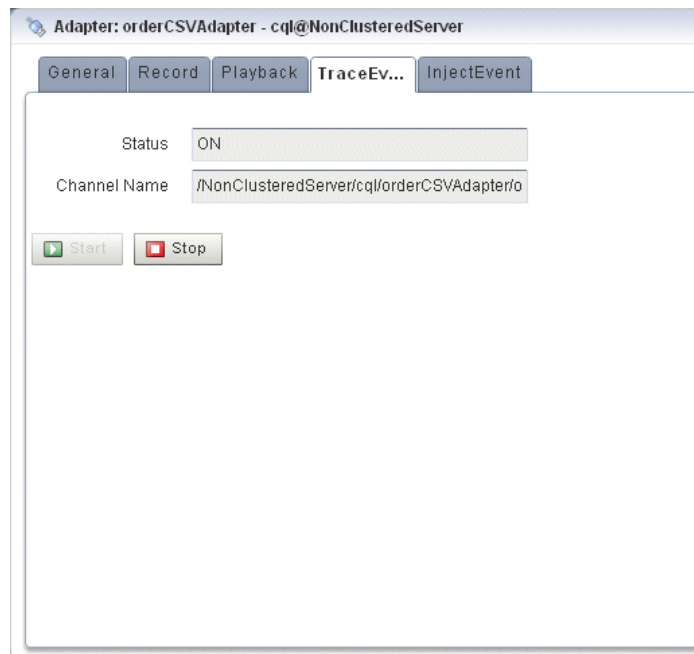 Adapter: orderCSVAdapter - cql@NonClusteredServer
General Record Playback TraceEv... InjectEvent
Status ON
Channel Name /NonClusteredServer/cql/orderCSVAdapter/o
Start Stop